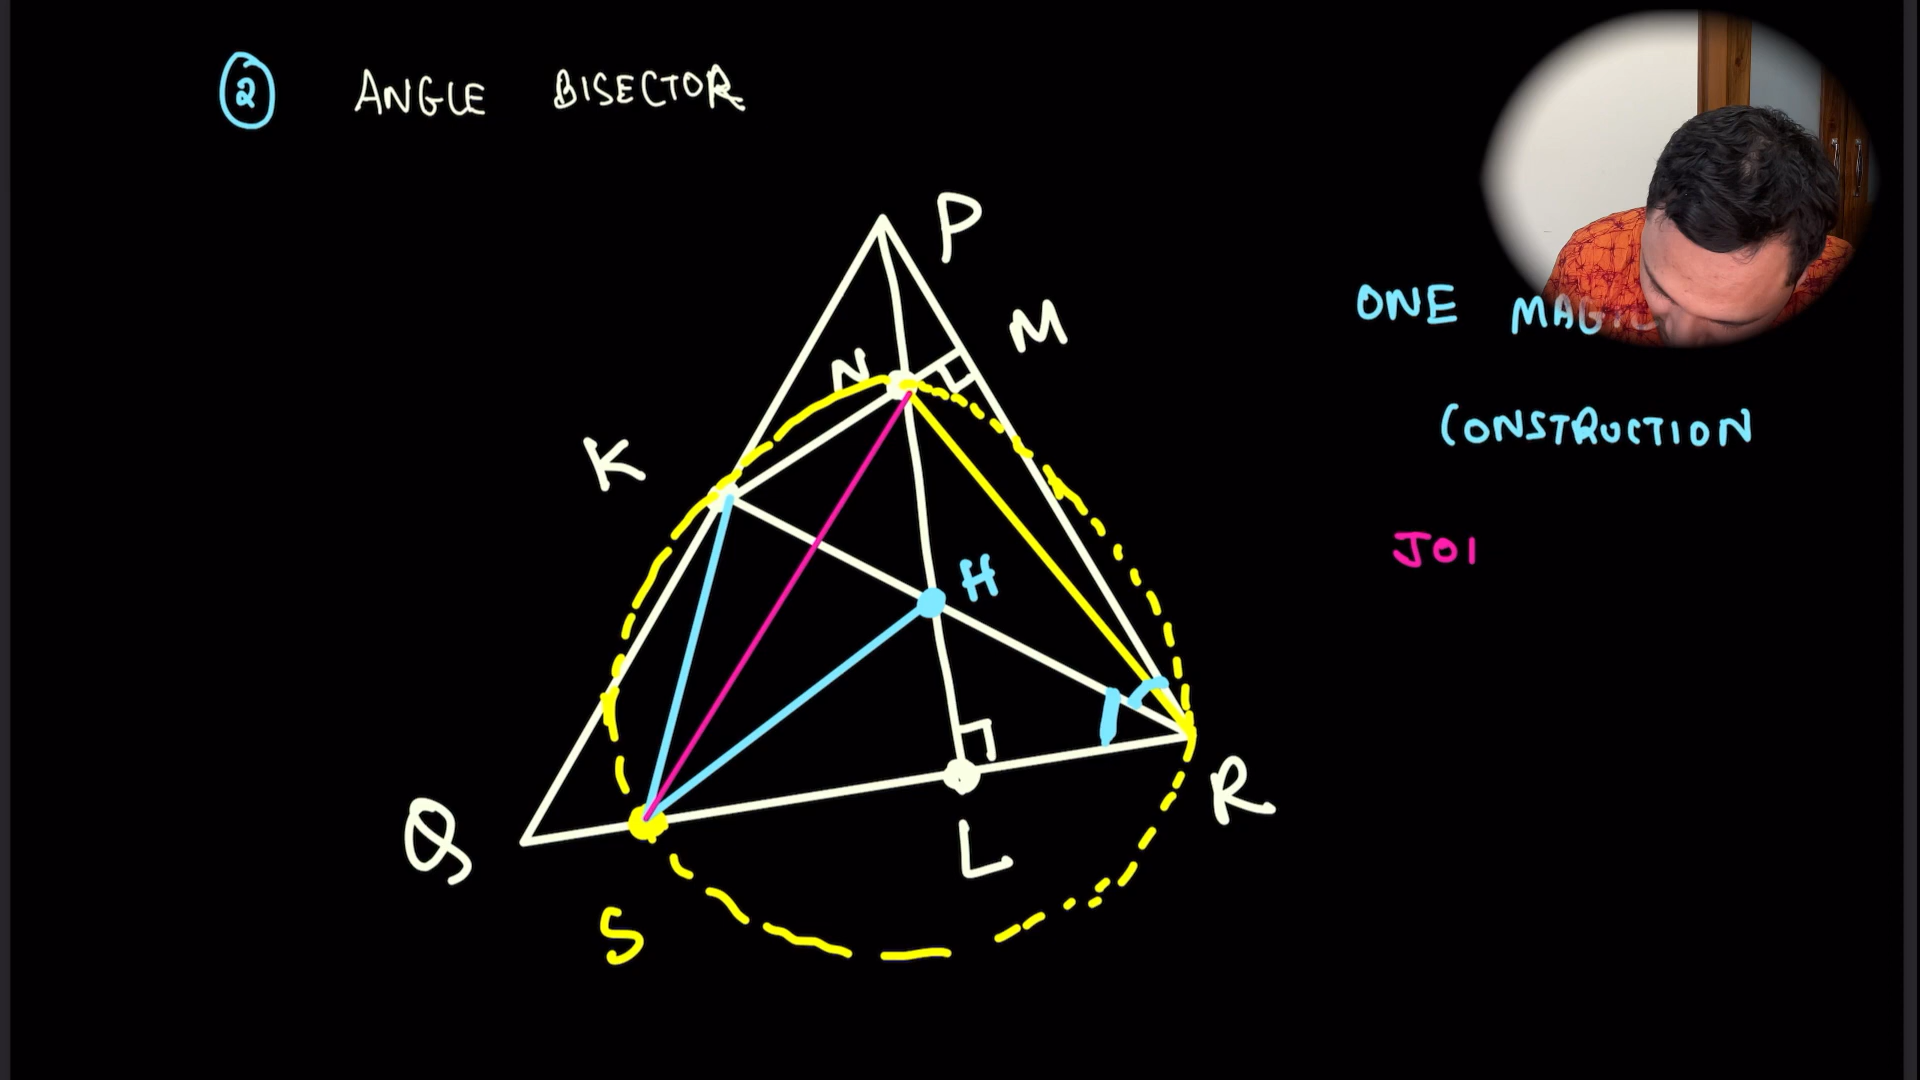 2 ANGLE BISECTOR
P
M
N
ONE
K
CONSTRUCTION
JOI
H
Q
R
L
S